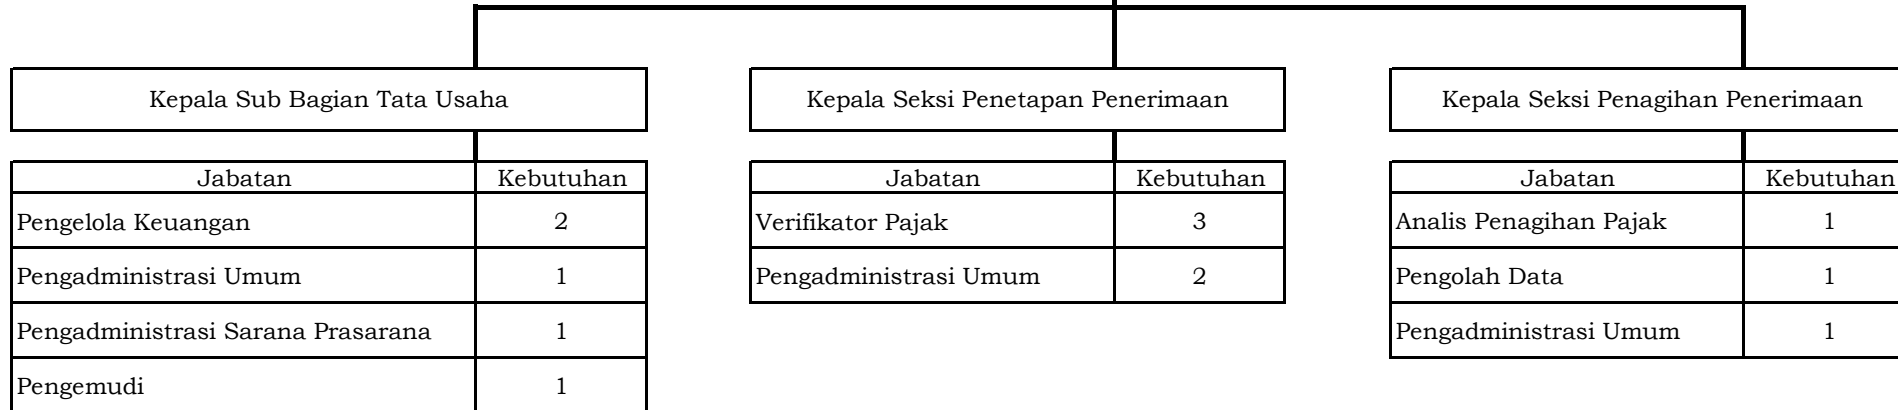 Kepala Sub Bagian Tata Usaha
Jabatan Kebutuhan
Pengelola Keuangan 2
Pengadministrasi Umum 1
Pengadministrasi Sarana Prasarana 1
Pengemudi 1
Kepala Seksi Penetapan Penerimaan
Jabatan Kebutuhan
Verifikator Pajak 3
Pengadministrasi Umum 2
Kepala Seksi Penagihan Penerimaan
Jabatan Kebutuhan
Analis Penagihan Pajak 1
Pengolah Data 1
Pengadministrasi Umum 1